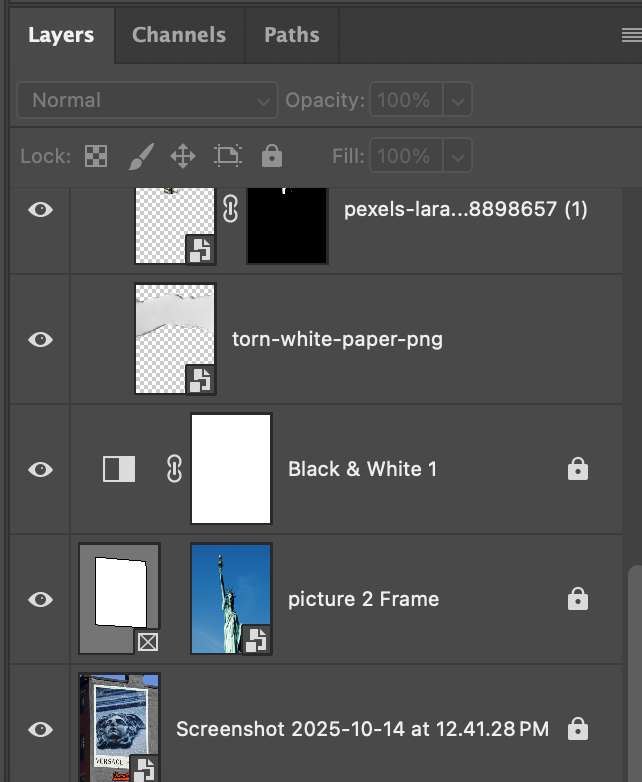 Layers Channels Paths
Normal Opacity: 100%
Lock: Fill: 100%
pexels-lara...8898657 (1)
torn-white-paper-png
Black & White 1
picture 2 Frame
VERSACE
Screenshot 2025-10-14 at 12.41.28 PM